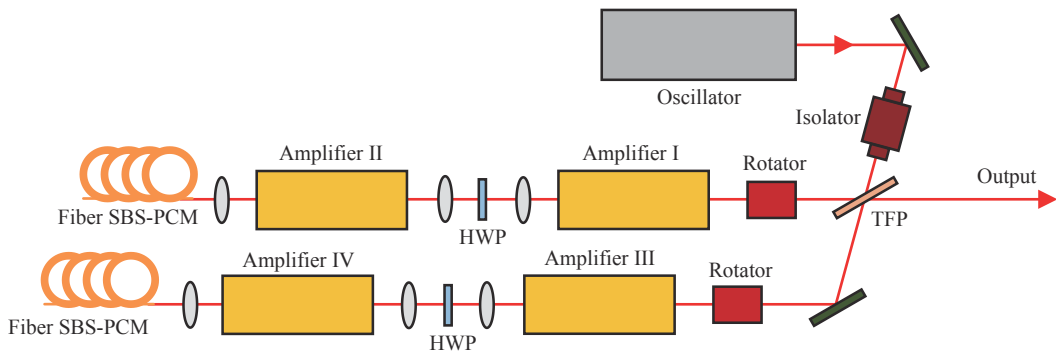 Oscillator
Isolator
Amplifier II
Amplifier I
Rotator
Output
Fiber SBS-PCM
HWP
TFP
Amplifier IV
Amplifier III
Rotator
Fiber SBS-PCM
HWP